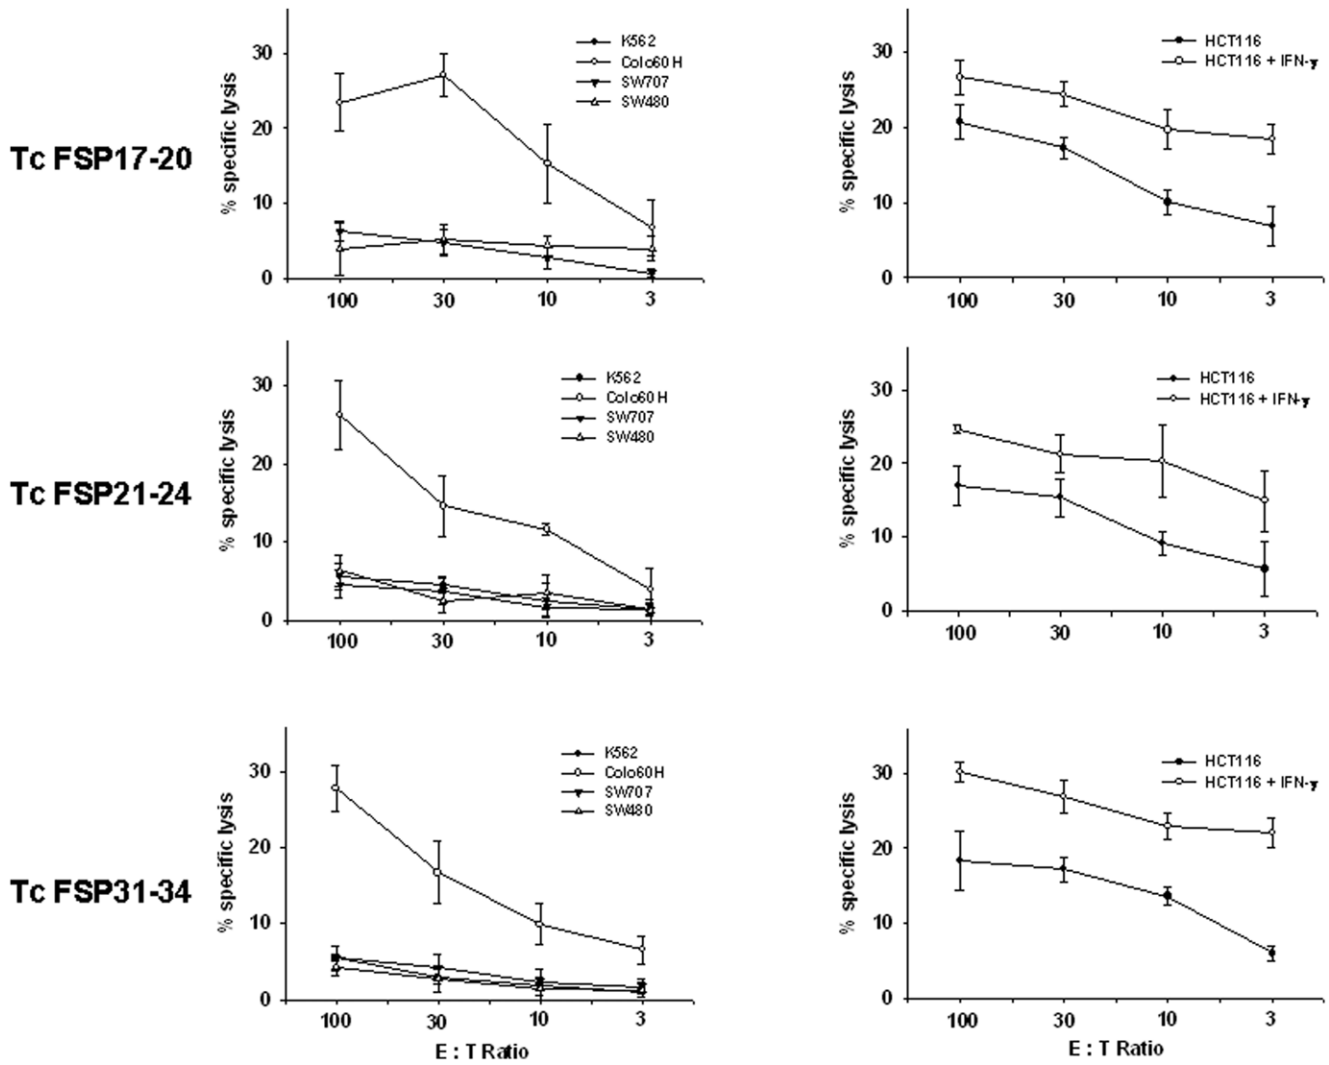 Tc FSP17-20
% specific lysis
30
20
10
0
100 30 10 3
K562
Colo60H
SW707
SW480
% specific lysis
30
20
10
0
100 30 10 3
HCT116
HCT116 + IFN-γ
Tc FSP21-24
% specific lysis
30
20
10
0
100 30 10 3
K562
Colo60H
SW707
SW480
% specific lysis
30
20
10
0
100 30 10 3
HCT116
HCT116 + IFN-γ
Tc FSP31-34
% specific lysis
30
20
10
0
100 30 10 3
E : T Ratio
K562
Colo60H
SW707
SW480
% specific lysis
30
20
10
0
100 30 10 3
E : T Ratio
HCT116
HCT116 + IFN-γ